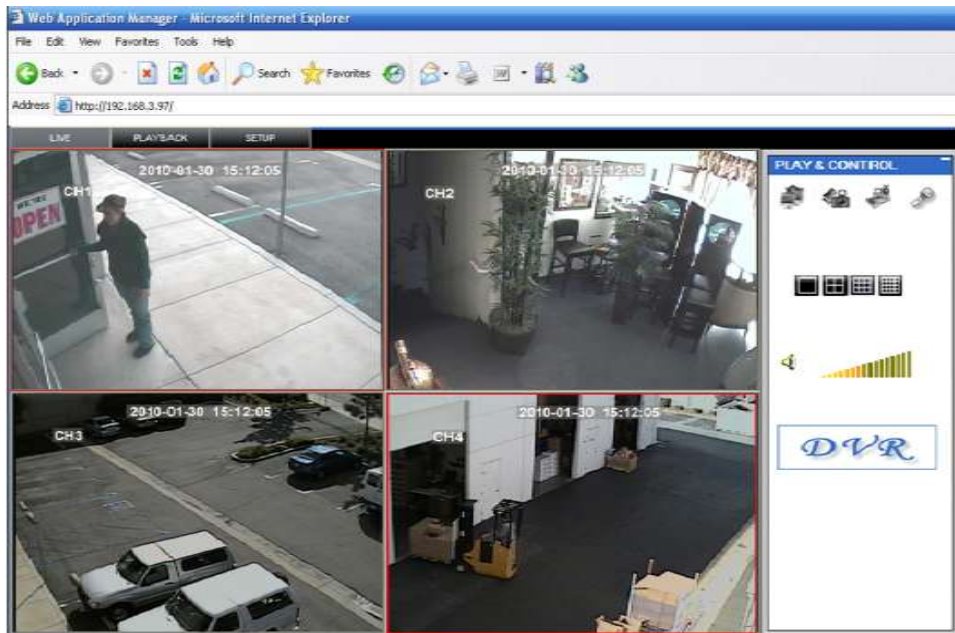 Web Application Manager - Microsoft Internet Explorer
File Edit View Favorites Tools Help
Back Search Favorites
Address http://192.168.3.97/
LIVE PLAYBACK SETUP
2010-01-30 15:12:05
CH1
WE'RE
OPEN
2010-01-30 15:12:05
CH2
PLAY & CONTROL
2010-01-30 15:12:05
CH3
2010-01-30 15:12:05
CH4
DVR